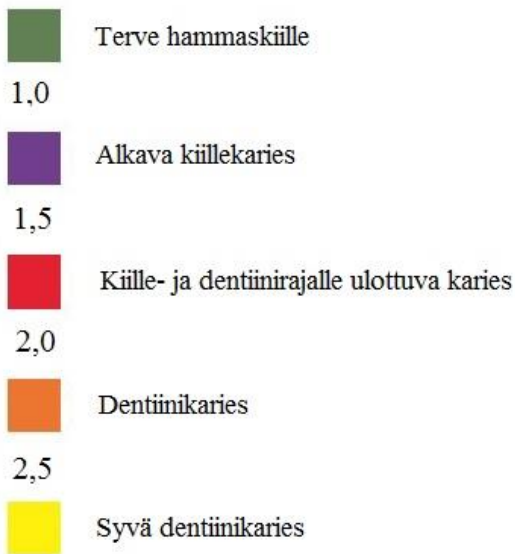 Terve hammaskiille
1,0
Alkava kiillekaries
1,5
Kiille- ja dentiinirajalle ulottuva karies
2,0
Dentiinikaries
2,5
Syvä dentiinikaries